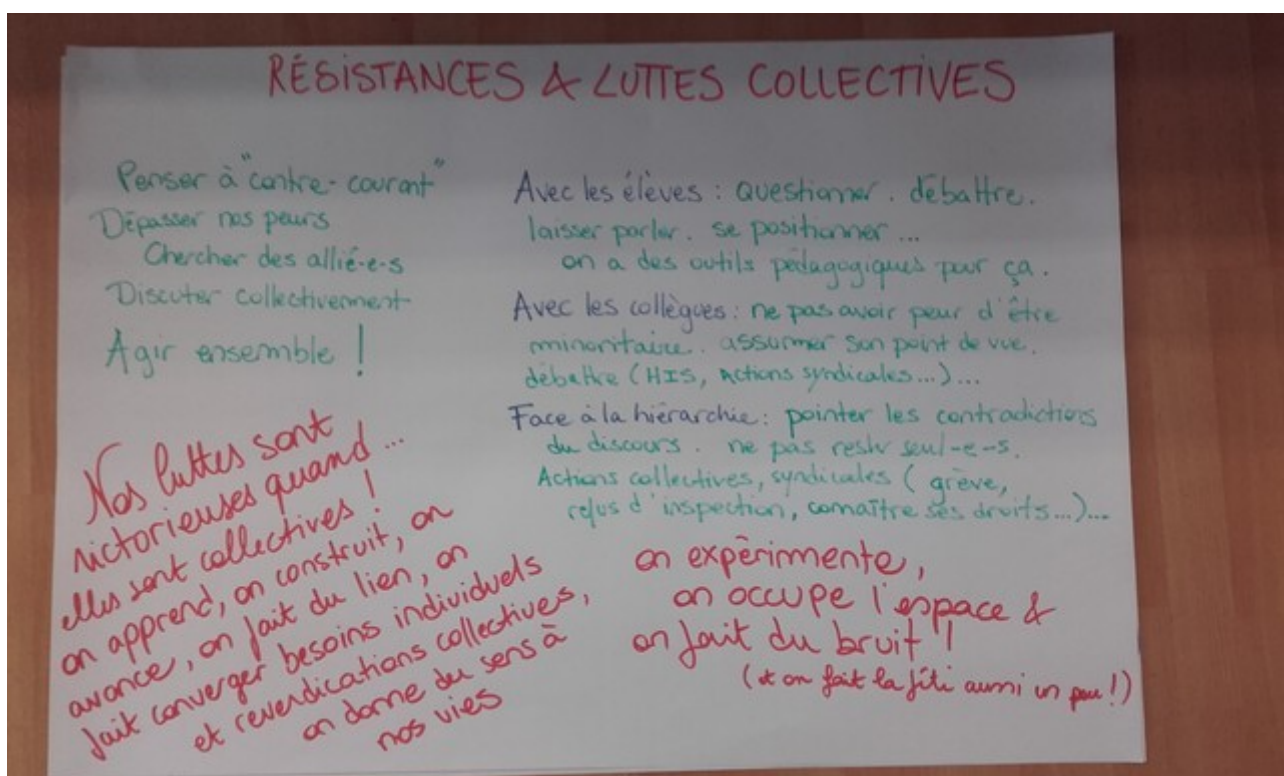 RÉSISTANCES & LUTTES COLLECTIVES
Penser à "contre-courant"
Dépasser nos peurs
Chercher des allié-e-s
Discuter collectivement
Agir ensemble !
Nos luttes sont
victorieuses quand...
elles sont collectives !
on apprend, on construit, on
avance, on fait du lien, on
fait converger besoins individuels
et revendications collectives,
on donne du sens à
nos vies
Avec les élèves : questionner. débattre.
laisser parler. se positionner ...
on a des outils pédagogiques pour ça.
Avec les collègues : ne pas avoir peur d'être
minoritaire. assumer son point de vue.
débattre (HIS, Actions syndicales...)...
Face à la hiérarchie : pointer les contradictions
du discours. ne pas rester seul-e-s.
Actions collectives, syndicales (grève,
refus d'inspection, connaître ses droits...)...
on expérimente,
on occupe l'espace &
on fait du bruit !
(et on fait la fête aussi un peu !)